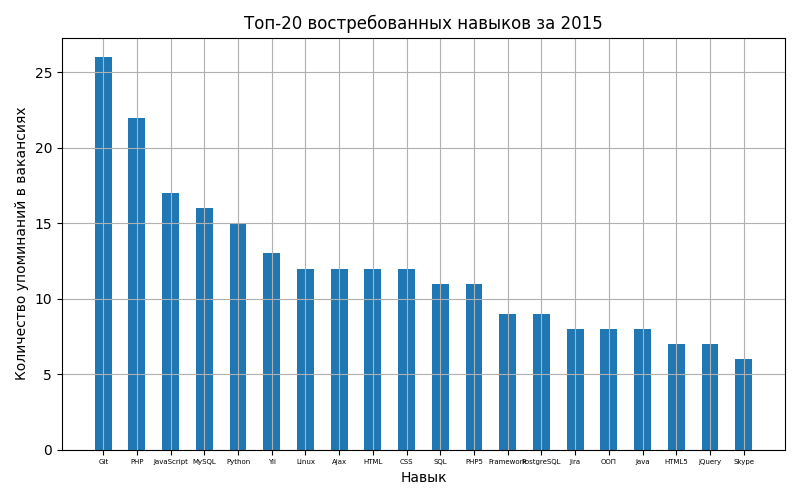 Топ-20 востребованных навыков за 2015
Количество упоминаний в вакансиях
25
20
15
10
5
0
Git PHP JavaScript MySQL Python Yii Linux Ajax HTML CSS SQL PHP5 Framework PostgreSQL Jira ООП Java HTML5 jQuery Skype
Навык